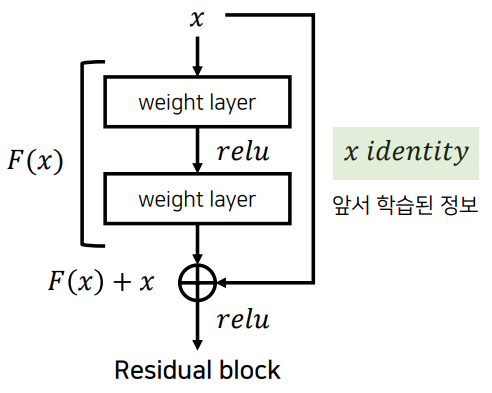 x
weight layer
relu
F(x)
x identity
weight layer
앞서 학습된 정보
F(x) + x
relu
Residual block